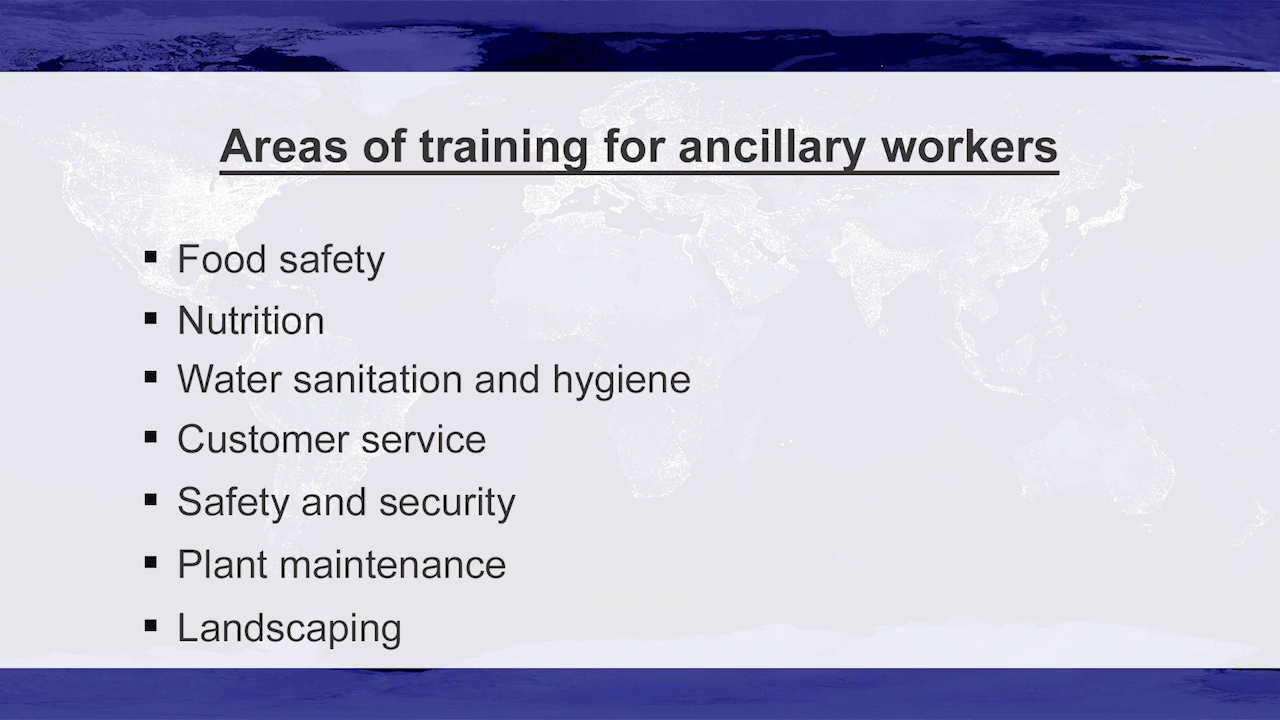 Areas of training for ancillary workers
▪ Food safety
▪ Nutrition
▪ Water sanitation and hygiene
▪ Customer service
▪ Safety and security
▪ Plant maintenance
▪ Landscaping